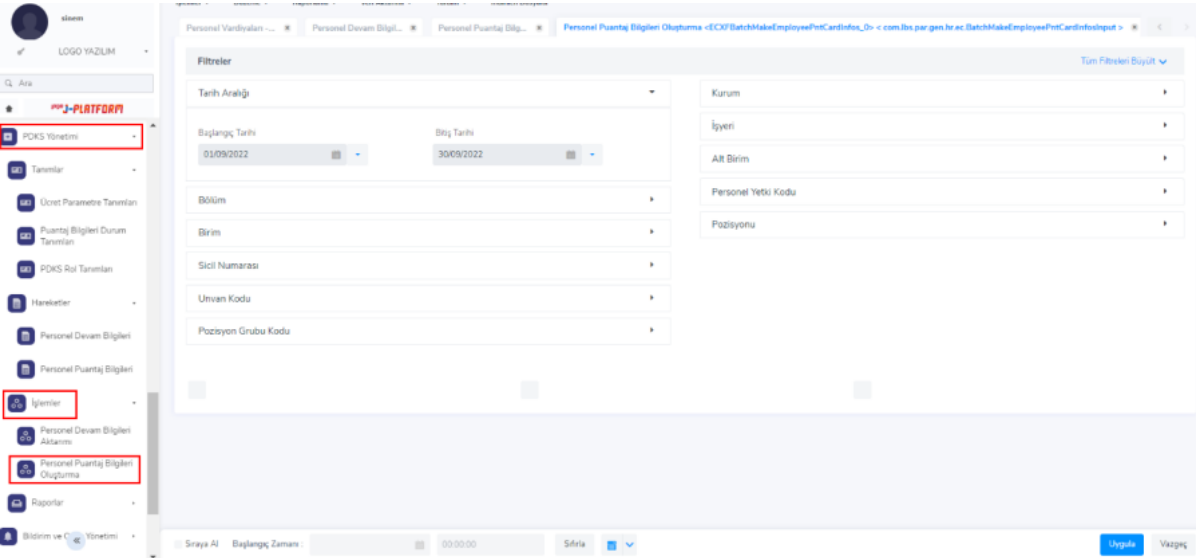 sinem
LOGO YAZILIM
Ara
J-PLATFORM
PDKS Yönetimi
Tanımlar
Ücret Parametre Tanımları
Puantaj Bilgileri Durum
Tanımları
PDKS Rol Tanımları
Hareketler
Personel Devam Bilgileri
Personel Puantaj Bilgileri
İşlemler
Personel Devam Bilgileri
Aktarımı
Personel Puantaj Bilgileri
Oluşturma
Raporlar
Bildirim ve Yönetimi
Personel Vardiyaları -...
Personel Devam Bilgil...
Personel Puantaj Bilg...
Personel Puantaj Bilgileri Oluşturma <ECXFBatchMakeEmployeePntCardInfos_0> < com.lbs.par.gen.hr.ec.BatchMakeEmployeePntCardInfosInput >
Filtreler
Tüm Filtreleri Büyült
Tarih Aralığı
Başlangıç Tarihi
Bitiş Tarihi
01/09/2022
30/09/2022
Bölüm
Birim
Sicil Numarası
Unvan Kodu
Pozisyon Grubu Kodu
Kurum
İşyeri
Alt Birim
Personel Yetki Kodu
Pozisyonu
Sıraya Al
Başlangıç Zamanı :
00:00:00
Sıfırla
Uygula
Vazgeç